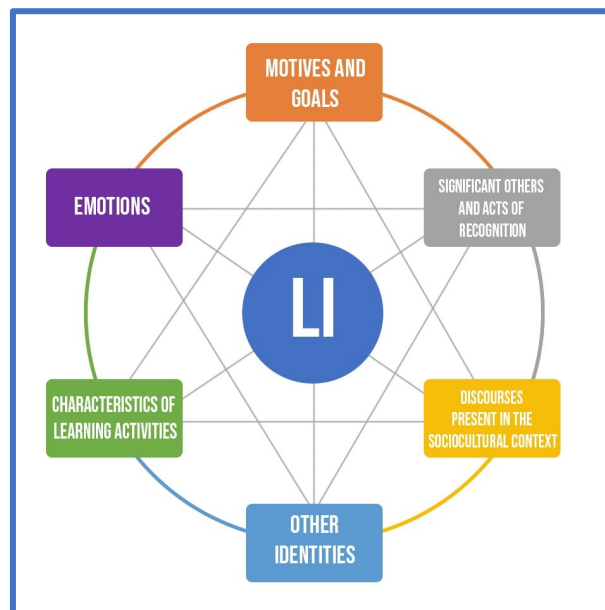 MOTIVES AND
GOALS
EMOTIONS
SIGNIFICANT OTHERS
AND ACTS OF
RECOGNITION
LI
CHARACTERISTICS OF
LEARNING ACTIVITIES
DISCOURSES
PRESENT IN THE
SOCIOCULTURAL CONTEXT
OTHER
IDENTITIES